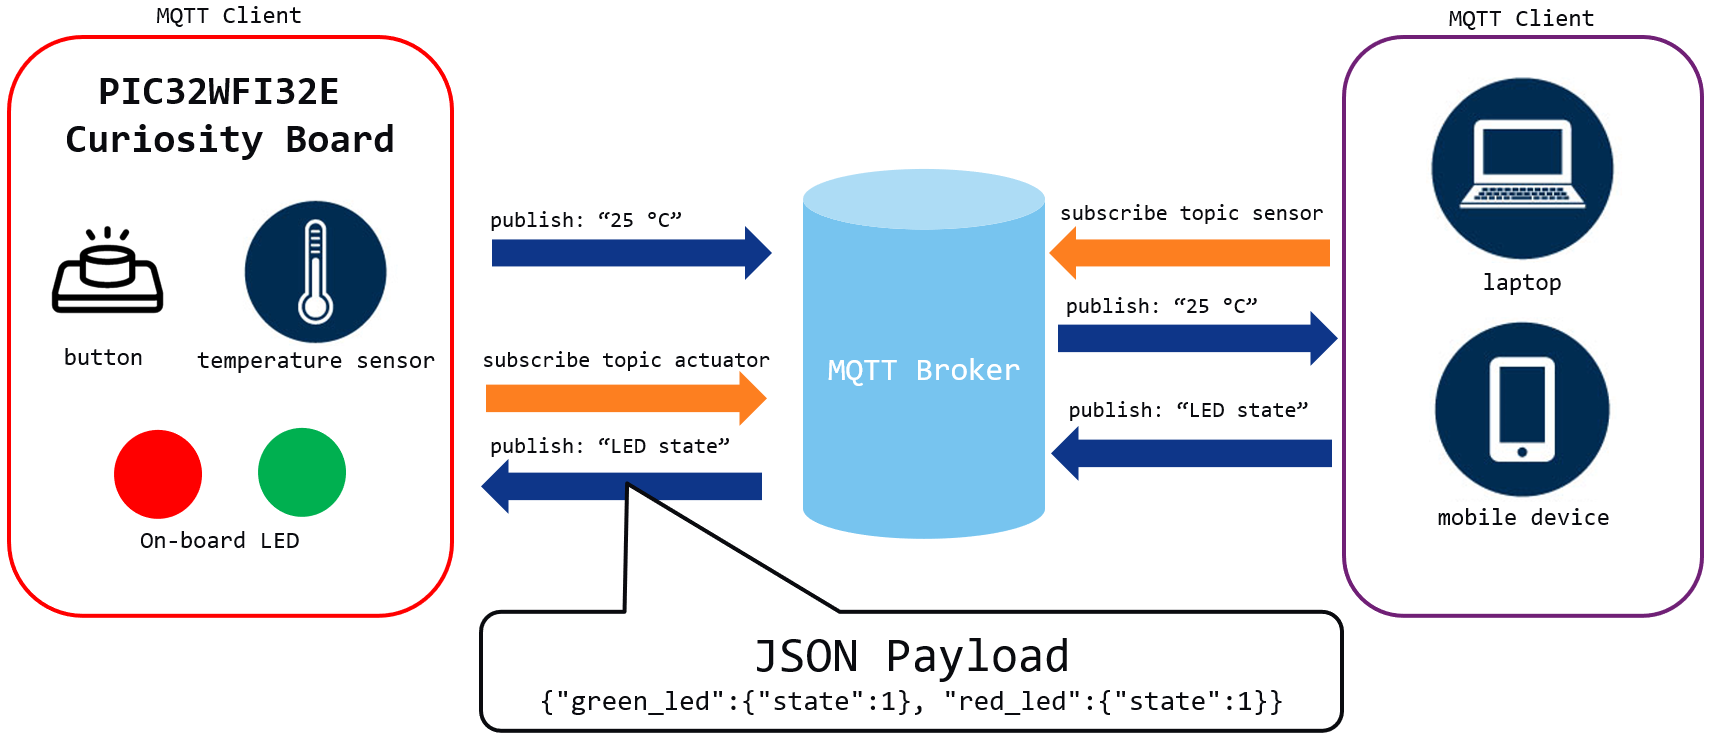 MQTT Client
PIC32WFI32E
Curiosity Board
button
temperature sensor
On-board LED
publish: “25 °C”
subscribe topic actuator
publish: “LED state”
MQTT Broker
subscribe topic sensor
publish: “25 °C”
publish: “LED state”
MQTT Client
laptop
mobile device
JSON Payload
{"green_led":{"state":1}, "red_led":{"state":1}}